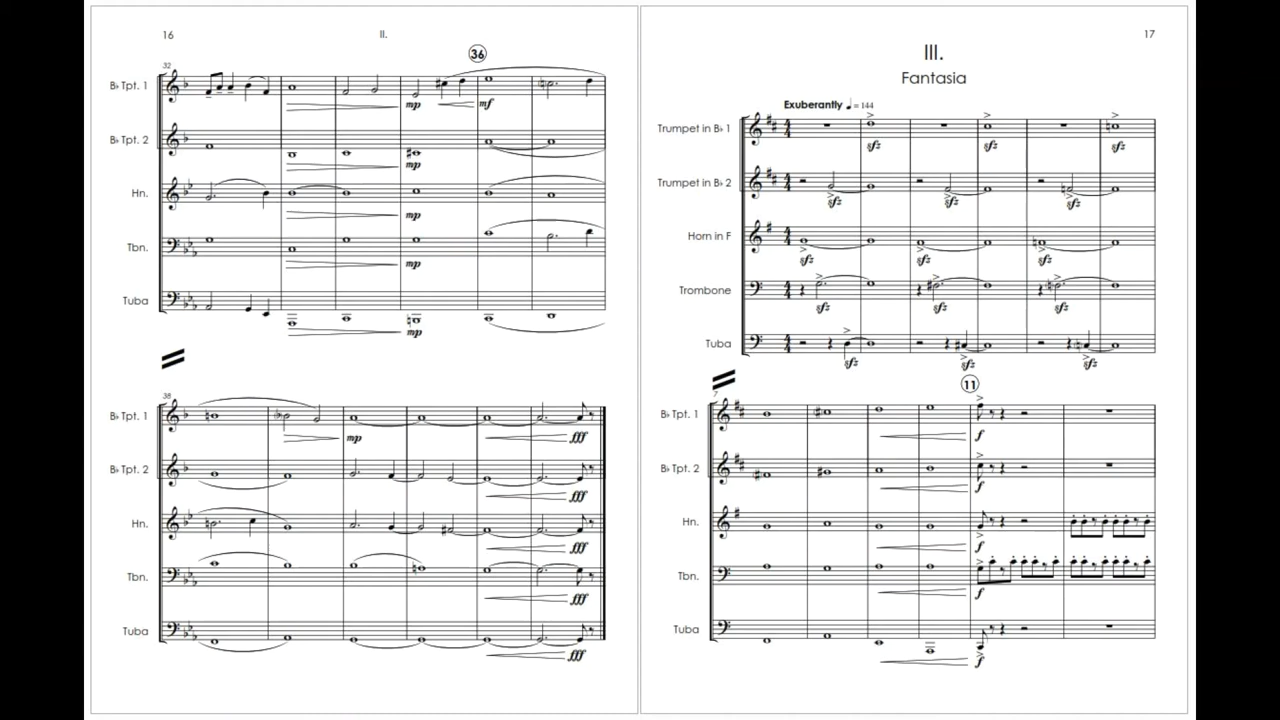 16
II.
36
32
B♭ Tpt. 1
mp
mf
B♭ Tpt. 2
mp
Hn.
mp
Tbn.
mp
Tuba
mp
38
B♭ Tpt. 1
mp
fff
B♭ Tpt. 2
fff
Hn.
fff
Tbn.
fff
Tuba
fff
17
III.
Fantasia
Exuberantly ♩ = 144
Trumpet in B♭ 1
sfz sfz sfz
Trumpet in B♭ 2
sfz sfz sfz
Horn in F
sfz sfz sfz
Trombone
sfz sfz sfz
Tuba
sfz sfz sfz
7
11
B♭ Tpt. 1
f
B♭ Tpt. 2
f
Hn.
f
Tbn.
f
Tuba
f